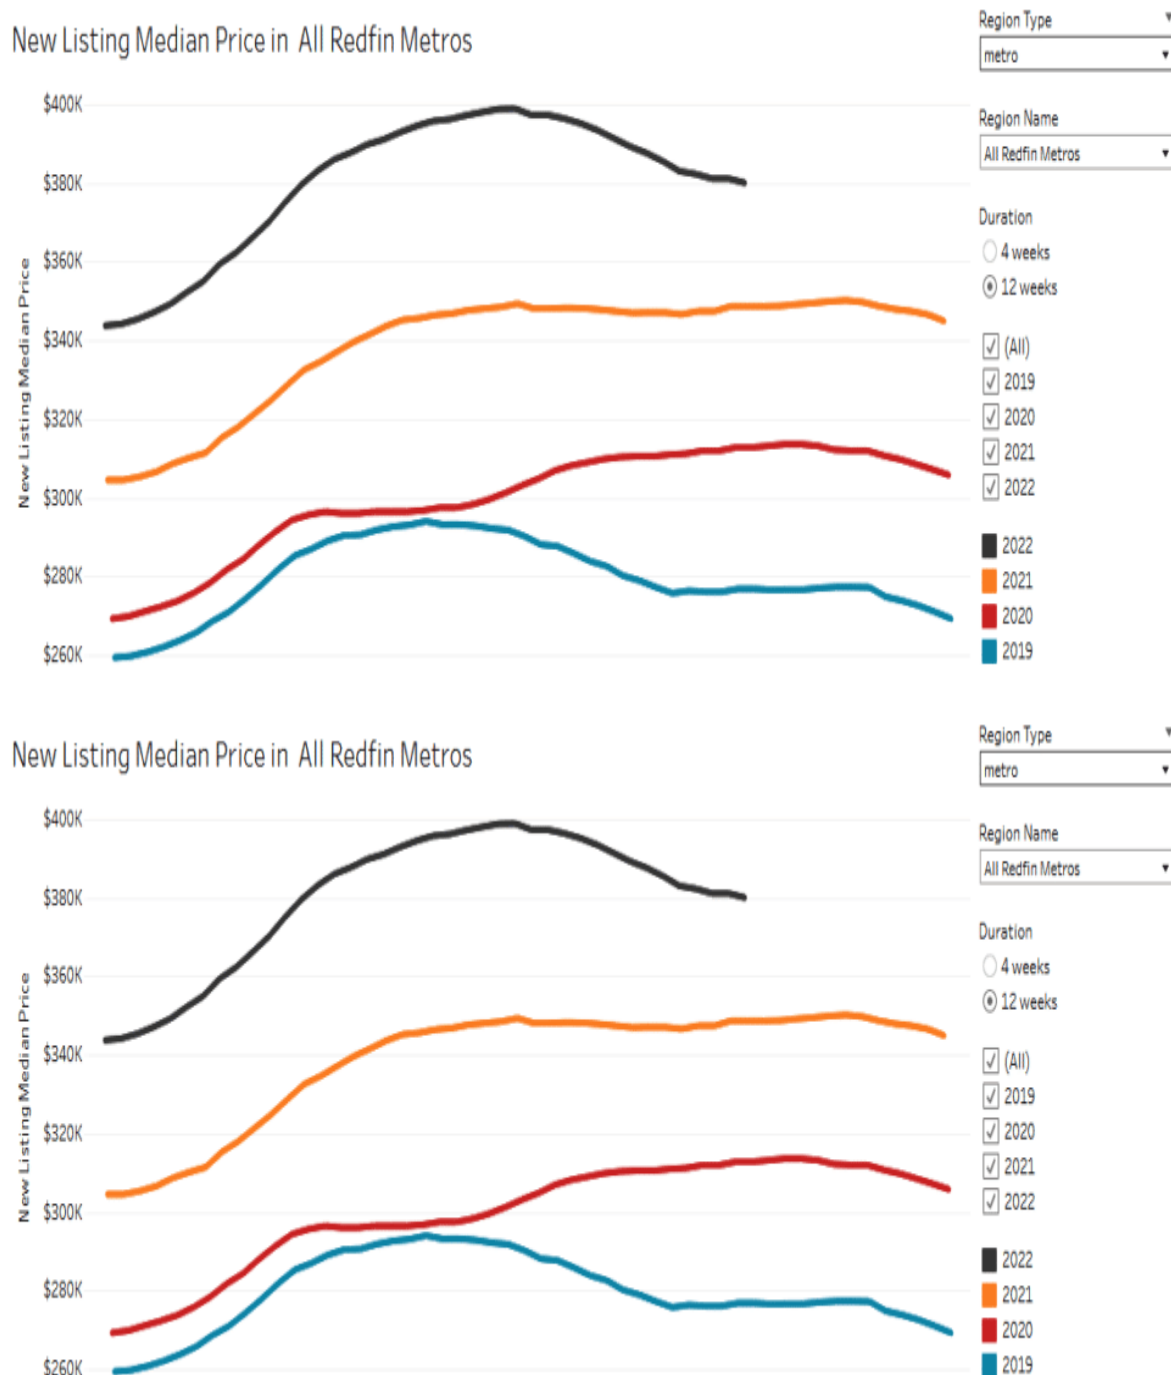 New Listing Median Price in All Redfin Metros
$400K
$380K
$360K
$340K
$320K
$300K
$280K
$260K
New Listing Median Price
Region Type
metro
Region Name
All Redfin Metros
Duration
4 weeks
12 weeks
(All)
2019
2020
2021
2022
2022
2021
2020
2019
New Listing Median Price in All Redfin Metros
$400K
$380K
$360K
$340K
$320K
$300K
$280K
$260K
New Listing Median Price
Region Type
metro
Region Name
All Redfin Metros
Duration
4 weeks
12 weeks
(All)
2019
2020
2021
2022
2022
2021
2020
2019